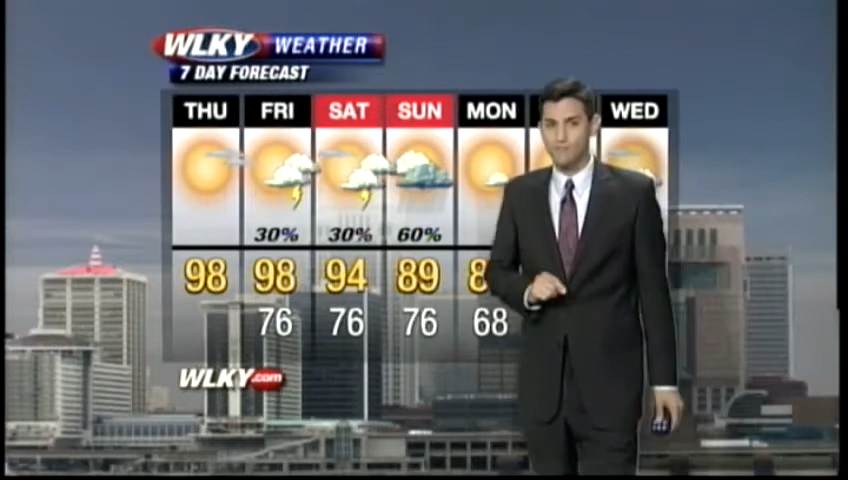 WLKY WEATHER
7 DAY FORECAST
THU FRI SAT SUN MON WED
30% 30% 60%
98 98 94 89 8
76 76 76 68
WLKY.com